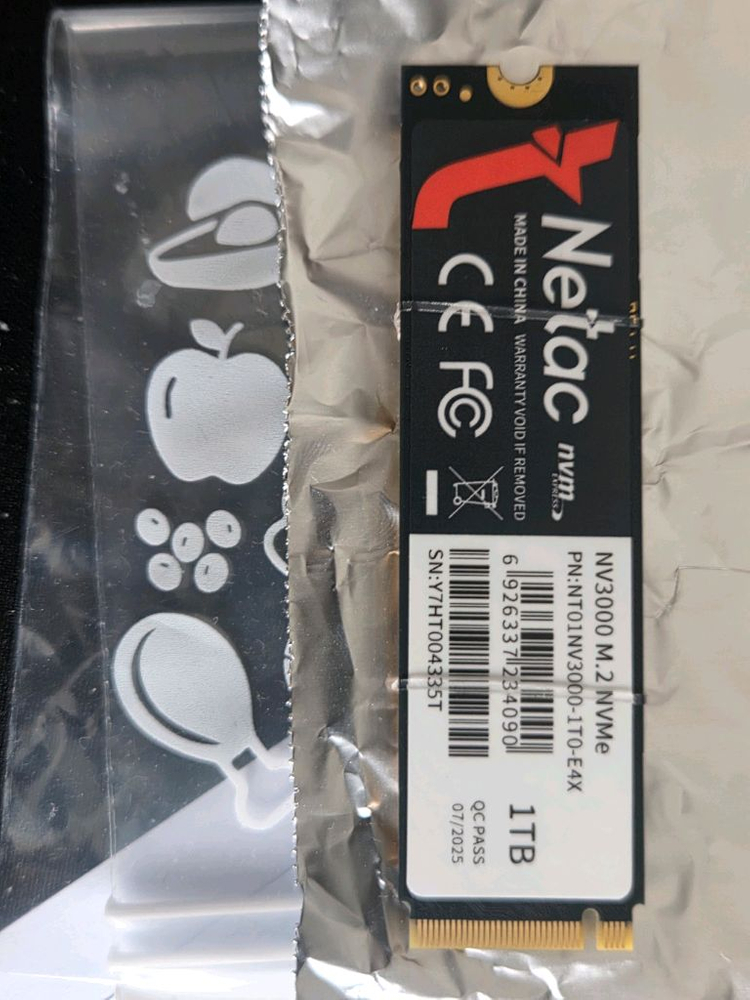 Netac nvm
EXPRESS
MADE IN CHINA WARRANTY VOID IF REMOVED
CE FC
NV3000 M.2 NVMe
PN:NT01NV3000-1T0-E4X
6 926337 234090
SN:Y7HT004335T
1TB
QC PASS
07/2025